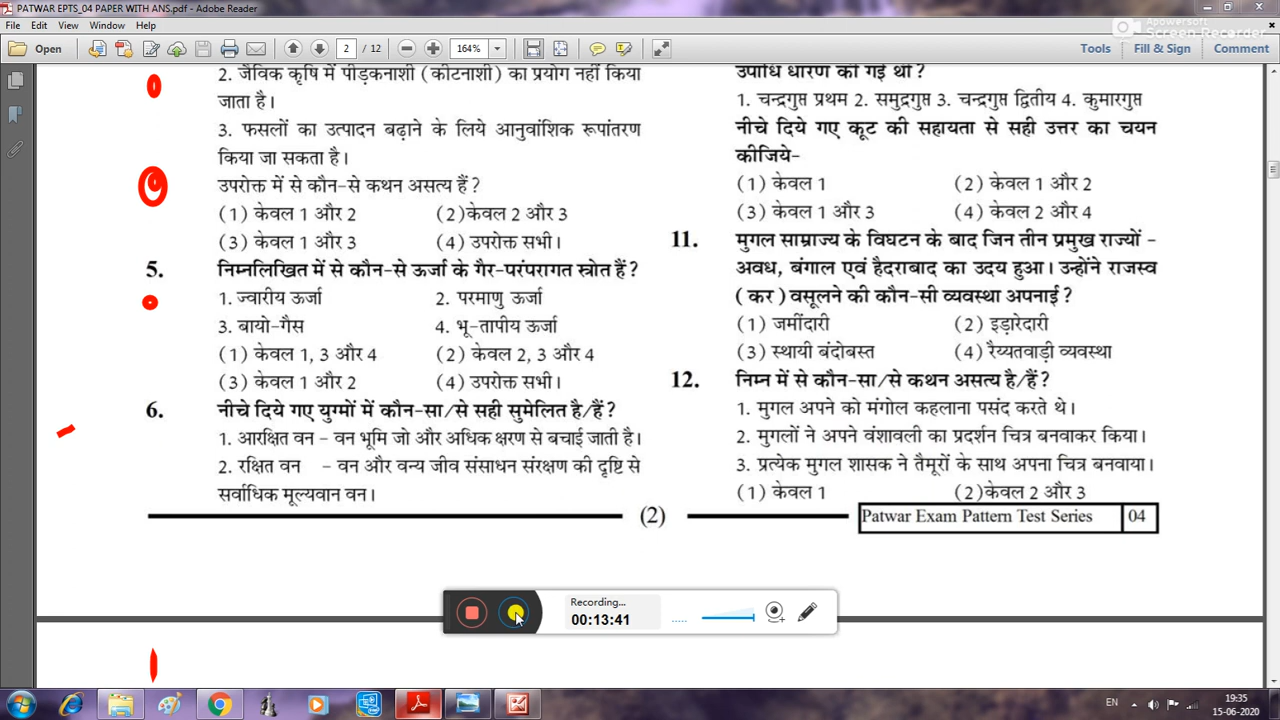 PATWAR EPTS_04 PAPER WITH ANS.pdf - Adobe Reader
File Edit View Window Help
Open 2 / 12 164% Tools Fill & Sign Comment
Apowersoft
Screen Recorder
2. जैविक कृषि में पीड़कनाशी (कीटनाशी) का प्रयोग नहीं किया
जाता है।
3. फसलों का उत्पादन बढ़ाने के लिये आनुवांशिक रूपांतरण
किया जा सकता है।
उपरोक्त में से कौन-से कथन असत्य हैं?
(1) केवल 1 और 2 (2)केवल 2 और 3
(3) केवल 1 और 3 (4) उपरोक्त सभी।
5. निम्नलिखित में से कौन-से ऊर्जा के गैर-परंपरागत स्त्रोत हैं?
1. ज्वारीय ऊर्जा 2. परमाणु ऊर्जा
3. बायो-गैस 4. भू-तापीय ऊर्जा
(1) केवल 1, 3 और 4 (2) केवल 2, 3 और 4
(3) केवल 1 और 2 (4) उपरोक्त सभी।
6. नीचे दिये गए युग्मों में कौन-सा/से सही सुमेलित है/हैं?
1. आरक्षित वन - वन भूमि जो और अधिक क्षरण से बचाई जाती है।
2. रक्षित वन - वन और वन्य जीव संसाधन संरक्षण की दृष्टि से
सर्वाधिक मूल्यवान वन।
उपाधि धारण की गई थी?
1. चन्द्रगुप्त प्रथम 2. समुद्रगुप्त 3. चन्द्रगुप्त द्वितीय 4. कुमारगुप्त
नीचे दिये गए कूट की सहायता से सही उत्तर का चयन
कीजिये-
(1) केवल 1 (2) केवल 1 और 2
(3) केवल 1 और 3 (4) केवल 2 और 4
11. मुगल साम्राज्य के विघटन के बाद जिन तीन प्रमुख राज्यों -
अवध, बंगाल एवं हैदराबाद का उदय हुआ। उन्होंने राजस्व
(कर) वसूलने की कौन-सी व्यवस्था अपनाई?
(1) जमींदारी (2) इड़ारेदारी
(3) स्थायी बंदोबस्त (4) रैय्यतवाड़ी व्यवस्था
12. निम्न में से कौन-सा/से कथन असत्य है/हैं?
1. मुगल अपने को मंगोल कहलाना पसंद करते थे।
2. मुगलों ने अपने वंशावली का प्रदर्शन चित्र बनवाकर किया।
3. प्रत्येक मुगल शासक ने तैमूरों के साथ अपना चित्र बनवाया।
(1) केवल 1 (2)केवल 2 और 3
(2) Patwar Exam Pattern Test Series 04
Recording...
00:13:41
EN 19:35
15-06-2020